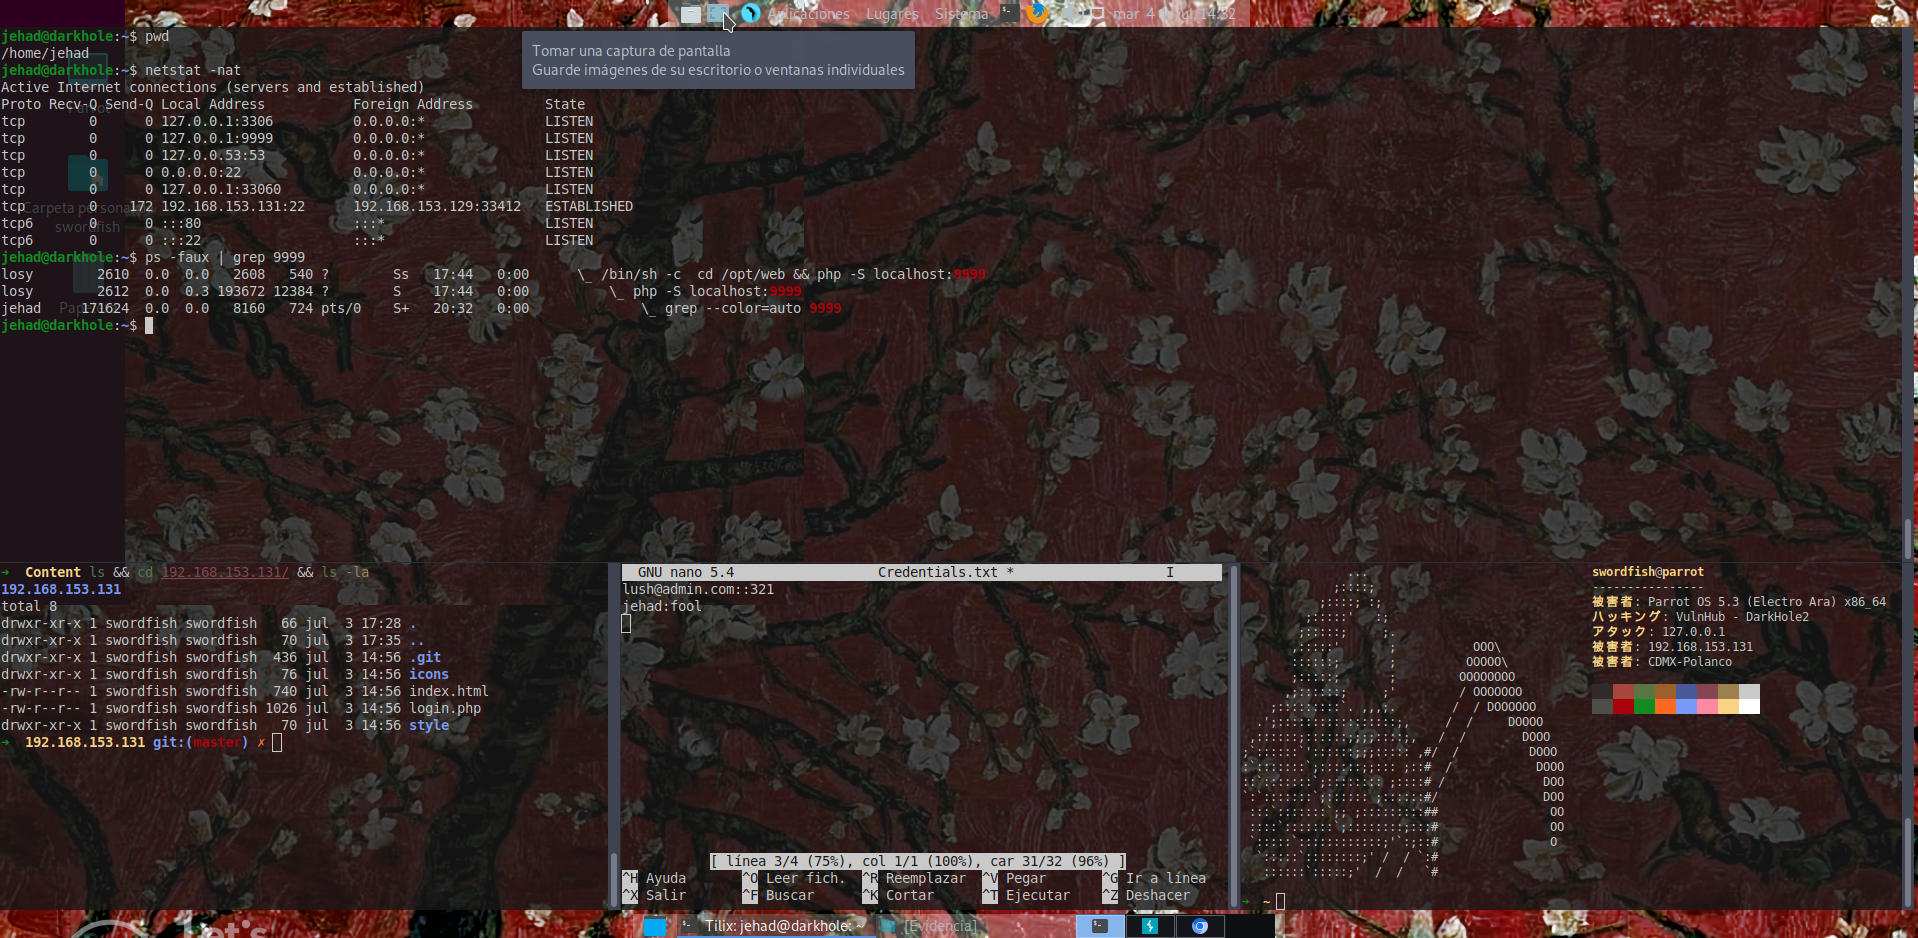 Aplicaciones Lugares Sistema mar 4 jul, 14:32
Tomar una captura de pantalla
Guarde imágenes de su escritorio o ventanas individuales
jehad@darkhole:~$ pwd
/home/jehad
jehad@darkhole:~$ netstat -nat
Active Internet connections (servers and established)
Proto Recv-Q Send-Q Local Address           Foreign Address         State
tcp        0      0 127.0.0.1:3306          0.0.0.0:*               LISTEN
tcp        0      0 127.0.0.1:9999          0.0.0.0:*               LISTEN
tcp        0      0 127.0.0.53:53           0.0.0.0:*               LISTEN
tcp        0      0 0.0.0.0:22              0.0.0.0:*               LISTEN
tcp        0      0 127.0.0.1:33060         0.0.0.0:*               LISTEN
tcp        0    172 192.168.153.131:22      192.168.153.129:33412   ESTABLISHED
tcp6       0      0 :::80                   :::*                    LISTEN
tcp6       0      0 :::22                   :::*                    LISTEN
jehad@darkhole:~$ ps -faux | grep 9999
losy        2610  0.0  0.0   2608   540 ?        Ss   17:44   0:00      \_ /bin/sh -c  cd /opt/web && php -S localhost:9999
losy        2612  0.0  0.3 193672 12384 ?        S    17:44   0:00          \_ php -S localhost:9999
jehad     171624  0.0  0.0   8160   724 pts/0    S+   20:32   0:00              \_ grep --color=auto 9999
jehad@darkhole:~$
Carpeta persona
swordfish
➜  Content ls && cd 192.168.153.131/ && ls -la
192.168.153.131
total 8
drwxr-xr-x 1 swordfish swordfish   66 jul  3 17:28 .
drwxr-xr-x 1 swordfish swordfish   70 jul  3 17:35 ..
drwxr-xr-x 1 swordfish swordfish  436 jul  3 14:56 .git
drwxr-xr-x 1 swordfish swordfish   76 jul  3 14:56 icons
-rw-r--r-- 1 swordfish swordfish  740 jul  3 14:56 index.html
-rw-r--r-- 1 swordfish swordfish 1026 jul  3 14:56 login.php
drwxr-xr-x 1 swordfish swordfish   70 jul  3 14:56 style
➜  192.168.153.131 git:(master) ✗
GNU nano 5.4                  Credentials.txt *                   I
lush@admin.com::321
jehad:fool
[ línea 3/4 (75%), col 1/1 (100%), car 31/32 (96%) ]
^H Ayuda       ^O Leer fich.  ^R Reemplazar  ^V Pegar       ^G Ir a línea
^X Salir       ^F Buscar      ^K Cortar      ^T Ejecutar    ^Z Deshacer
swordfish@parrot
----------------
被害者: Parrot OS 5.3 (Electro Ara) x86_64
ハッキング: VulnHub - DarkHole2
アタック: 127.0.0.1
被害者: 192.168.153.131
被害者: CDMX-Polanco
➜  ~
Let's
Tilix: jehad@darkhole: ~
[Evidencia]